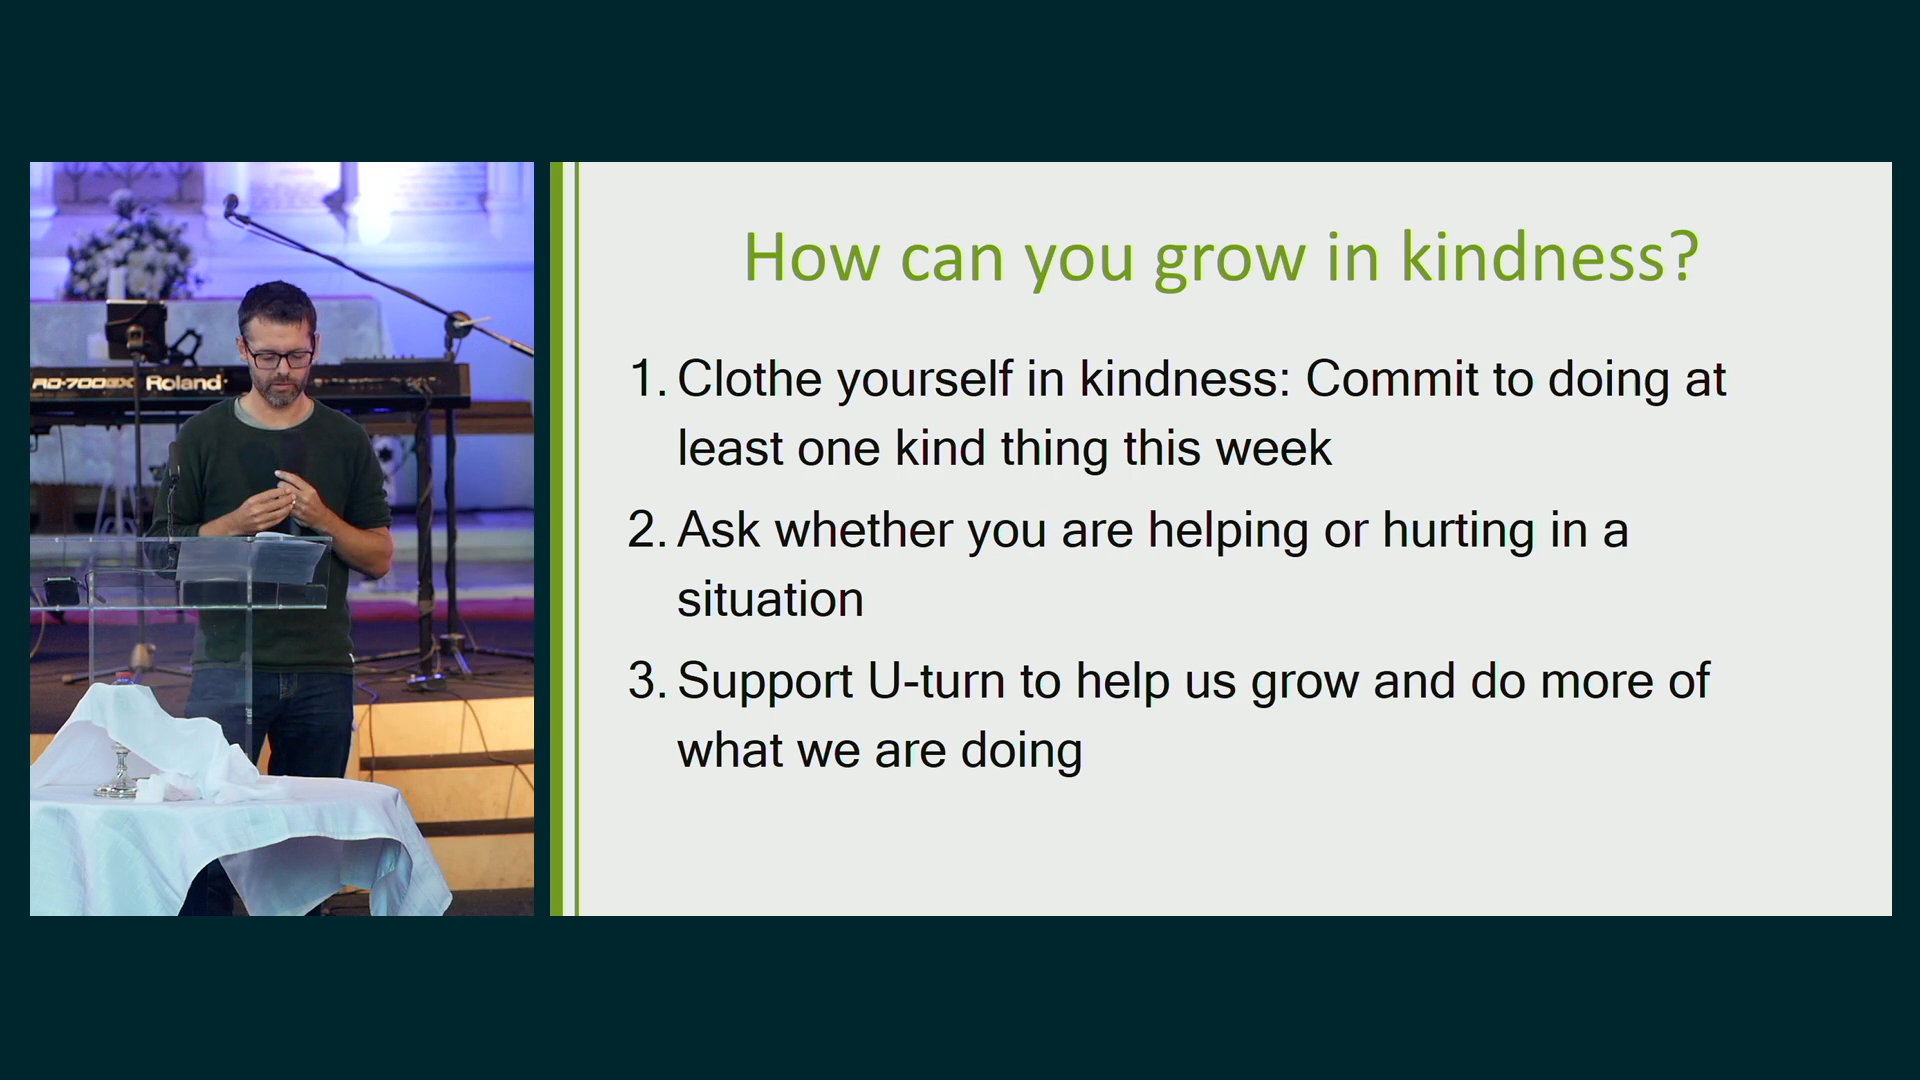 How can you grow in kindness?
1. Clothe yourself in kindness: Commit to doing at
least one kind thing this week
2. Ask whether you are helping or hurting in a
situation
3. Support U-turn to help us grow and do more of
what we are doing
RD-700GX Roland